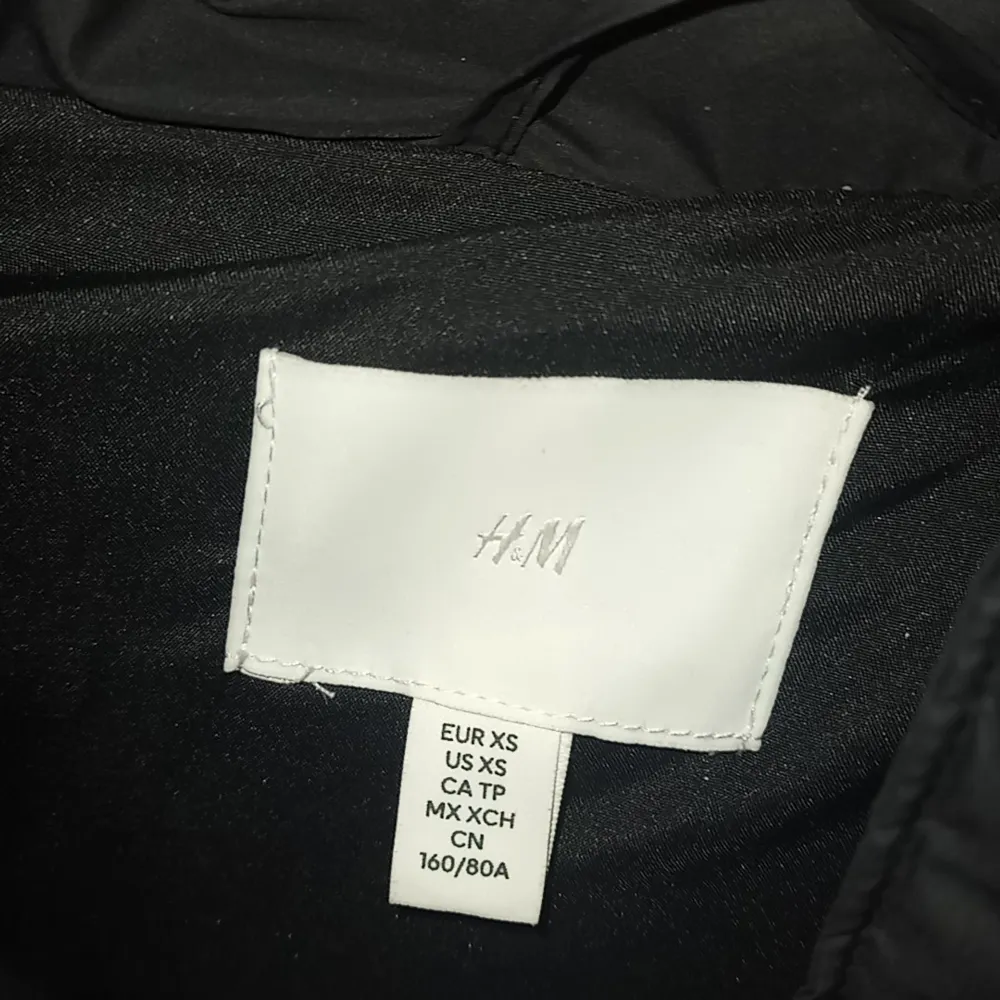 H&M
EUR XS
US XS
CA TP
MX XCH
CN
160/80A